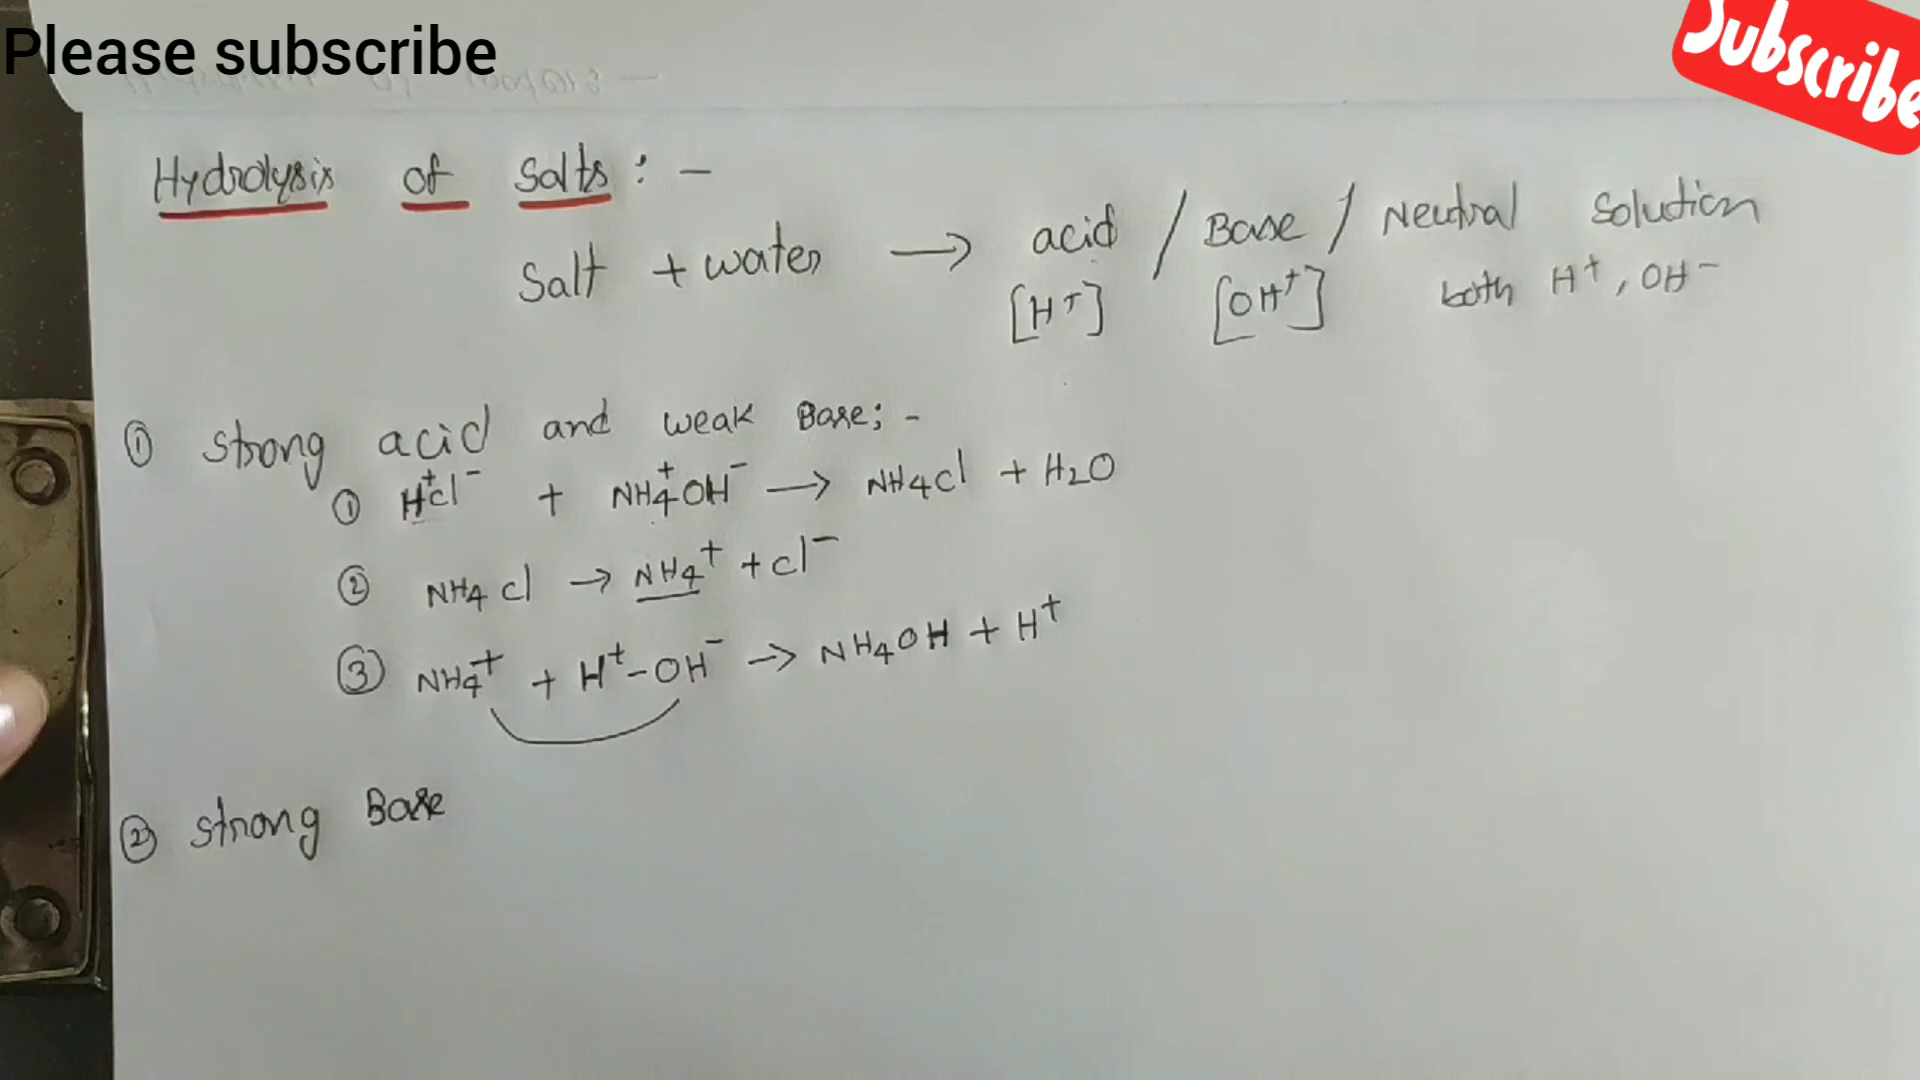 Please subscribe
Subscribe
Hydrolysis of Salts : -
Salt + water → acid / Base / Neutral Solution
[H+] [OH+] both H+, OH-
① strong acid and weak Base; -
① H+Cl- + NH4+OH- → NH4Cl + H2O
② NH4Cl → NH4+ + Cl-
③ NH4+ + H+-OH- → NH4OH + H+
② strong Base